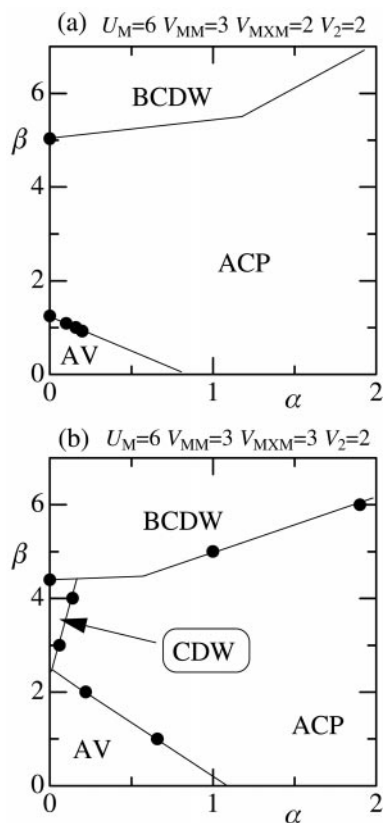 (a) U_M=6 V_MM=3 V_MXM=2 V_2=2
BCDW
6
β
4
ACP
2
AV
0
0 1 2
α
(b) U_M=6 V_MM=3 V_MXM=3 V_2=2
BCDW
6
β
4
CDW
2
AV ACP
0
0 1 2
α